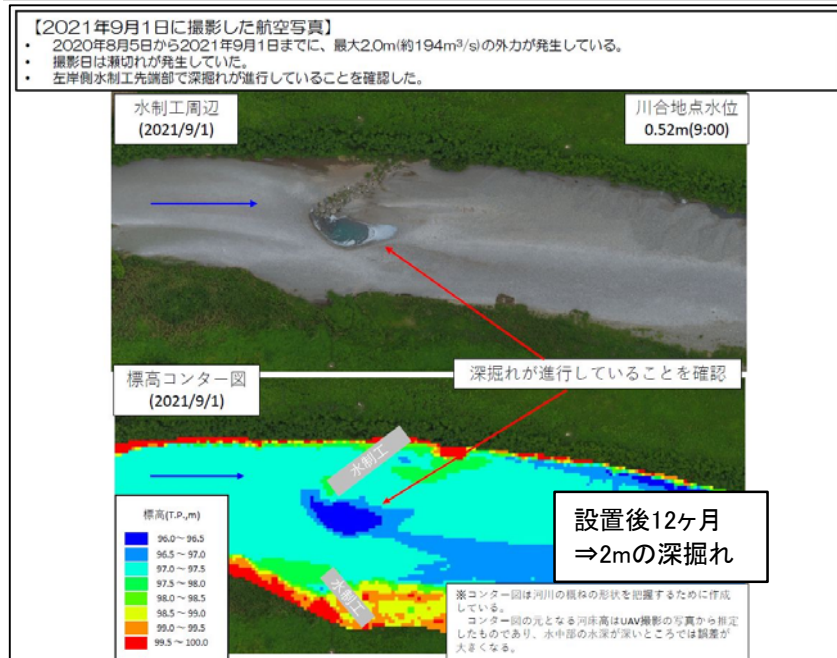 【2021年9月1日に撮影した航空写真】
・ 2020年8月5日から2021年9月1日までに、最大2.0m(約194m³/s)の外力が発生している。
・ 撮影日は瀬切れが発生していた。
・ 左岸側水制工先端部で深掘れが進行していることを確認した。
水制工周辺
(2021/9/1)
川合地点水位
0.52m(9:00)
深掘れが進行していることを確認
標高コンター図
(2021/9/1)
水制工
水制工
標高(T.P.,m)
96.0～96.5
96.5～97.0
97.0～97.5
97.5～98.0
98.0～98.5
98.5～99.0
99.0～99.5
99.5～100.0
設置後12ヶ月
⇒2mの深掘れ
※コンター図は河川の概ねの形状を把握するために作成
している。
コンター図の元となる河床高はUAV撮影の写真から推定
したものであり、水中部の水深が深いところでは誤差が
大きくなる。